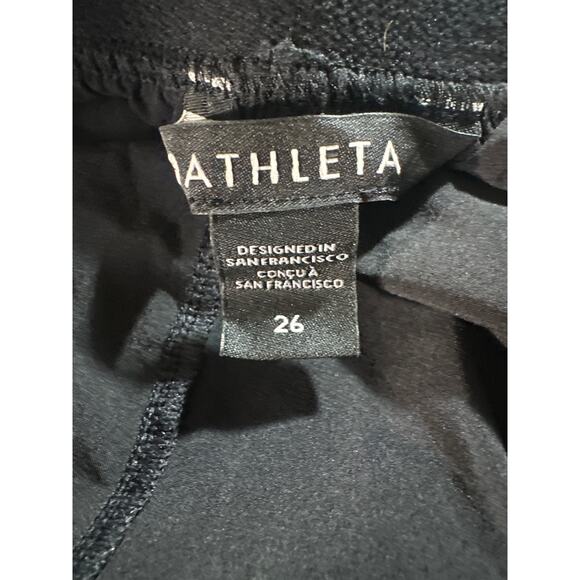 ATHLETA
DESIGNED IN
SAN FRANCISCO
CONÇU À
SAN FRANCISCO
26